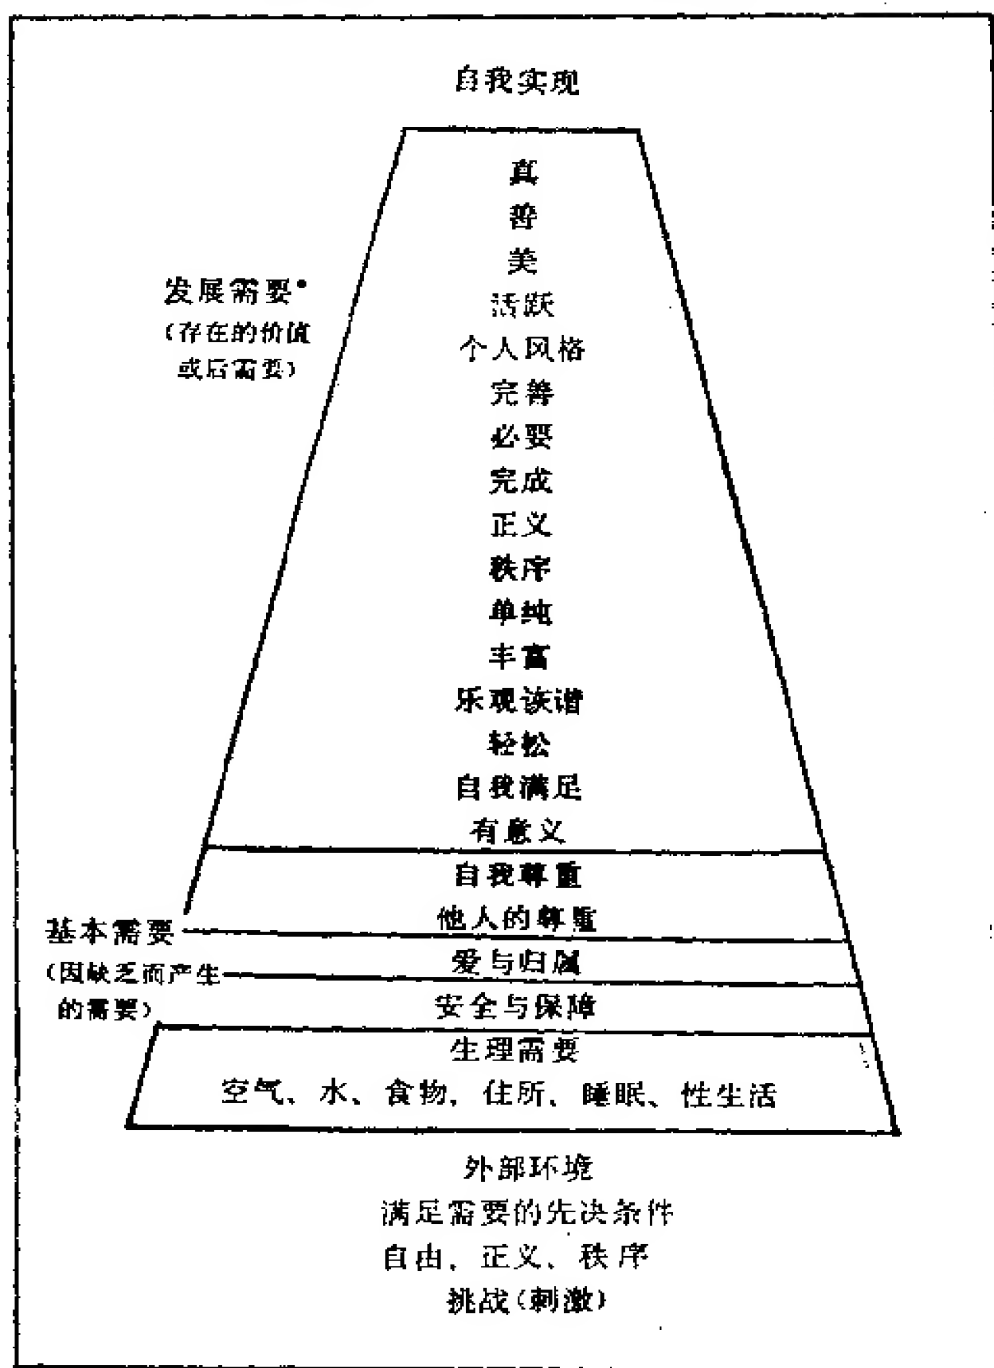 自我实现
真
善
美
发展需要*
(存在的价值
或后需要)
活跃
个人风格
完善
必要
完成
正义
秩序
单纯
丰富
乐观诙谐
轻松
自我满足
有意义
自我尊重
他人的尊重
基本需要
(因缺乏而产生
的需要)
爱与归属
安全与保障
生理需要
空气、水、食物、住所、睡眠、性生活
外部环境
满足需要的先决条件
自由、正义、秩序
挑战(刺激)